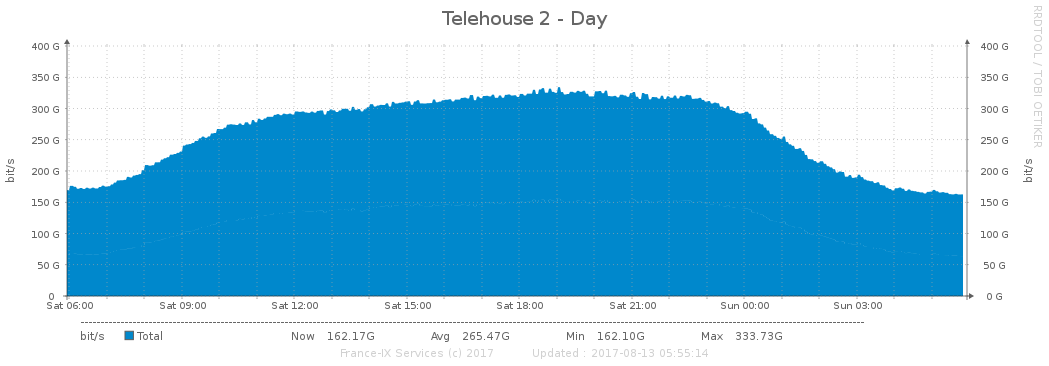 Telehouse 2 - Day
RRDTOOL / TOBI OETIKER
400 G 400 G
350 G 350 G
300 G 300 G
250 G 250 G
200 G 200 G
150 G 150 G
100 G 100 G
50 G 50 G
0 0 G
bit/s bit/s
Sat 06:00 Sat 09:00 Sat 12:00 Sat 15:00 Sat 18:00 Sat 21:00 Sun 00:00 Sun 03:00
bit/s Total Now 162.17G Avg 265.47G Min 162.10G Max 333.73G
France-IX Services (c) 2017 Updated : 2017-08-13 05:55:14